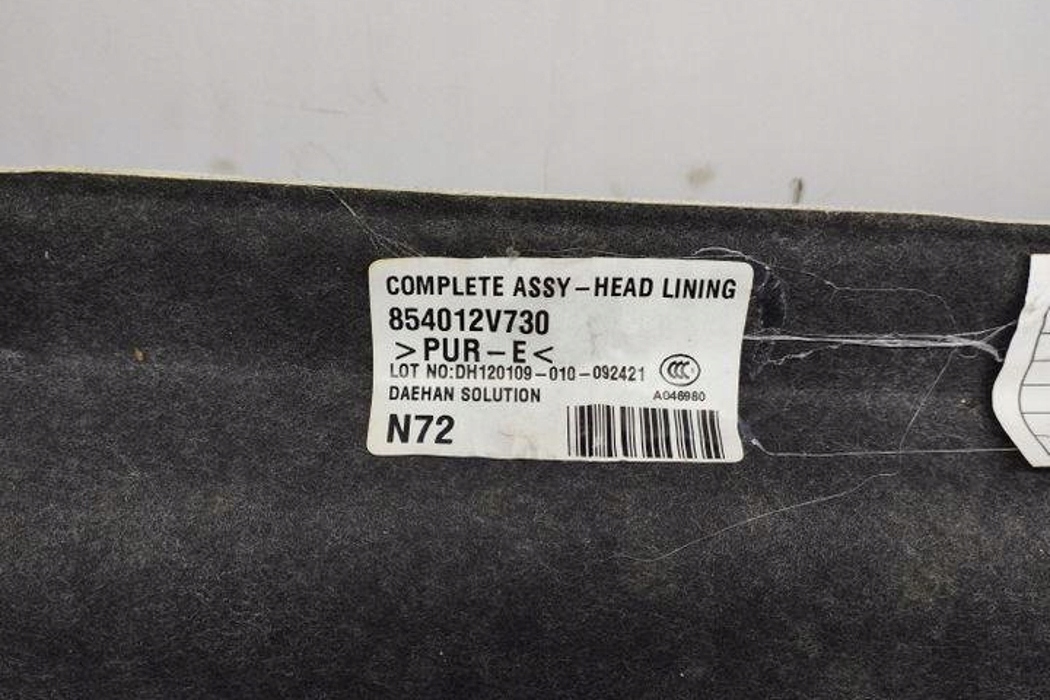 COMPLETE ASSY-HEAD LINING
854012V730
>PUR-E<
LOT NO:DH120109-010-092421
DAEHAN SOLUTION
A046980
N72